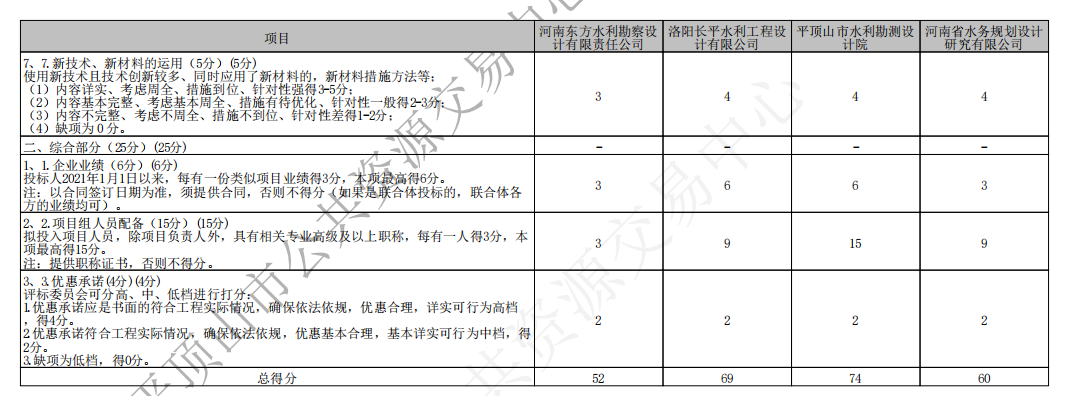 项目
河南东方水利勘察设
计有限责任公司
洛阳长平水利工程设
计有限公司
平顶山市水利勘测设
计院
河南省水务规划设计
研究有限公司
7、7.新技术、新材料的运用（5分）(5分)
使用新技术且技术创新较多、同时应用了新材料的，新材料措施方法等：
（1）内容详实、考虑周全、措施到位、针对性强得3-5分；
（2）内容基本完整、考虑基本周全、措施有待优化、针对性一般得2-3分；
（3）内容不完整、考虑不周全、措施不到位、针对性差得1-2分；
（4）缺项为 0 分。
3
4
4
4
二、综合部分（25分）(25分)
－
－
－
－
1、1.企业业绩（6分）(6分)
投标人2021年1月1日以来，每有一份类似项目业绩得3分，本项最高得6分。
注：以合同签订日期为准，须提供合同，否则不得分（如果是联合体投标的，联合体各
方的业绩均可）。
3
6
6
3
2、2.项目组人员配备（15分）(15分)
拟投入项目人员，除项目负责人外，具有相关专业高级及以上职称，每有一人得3分，本
项最高得15分。
注：提供职称证书，否则不得分。
3
9
15
9
3、3.优惠承诺(4分)(4分)
评标委员会可分高、中、低档进行打分：
1.优惠承诺应是书面的符合工程实际情况，确保依法依规，优惠合理，详实可行为高档
，得4分。
2.优惠承诺符合工程实际情况，确保依法依规，优惠基本合理，基本详实可行为中档，得
2分。
3.缺项为低档，得0分。
2
2
2
2
总得分
52
69
74
60
平顶山市公共资源交易中心
共资源交易中心